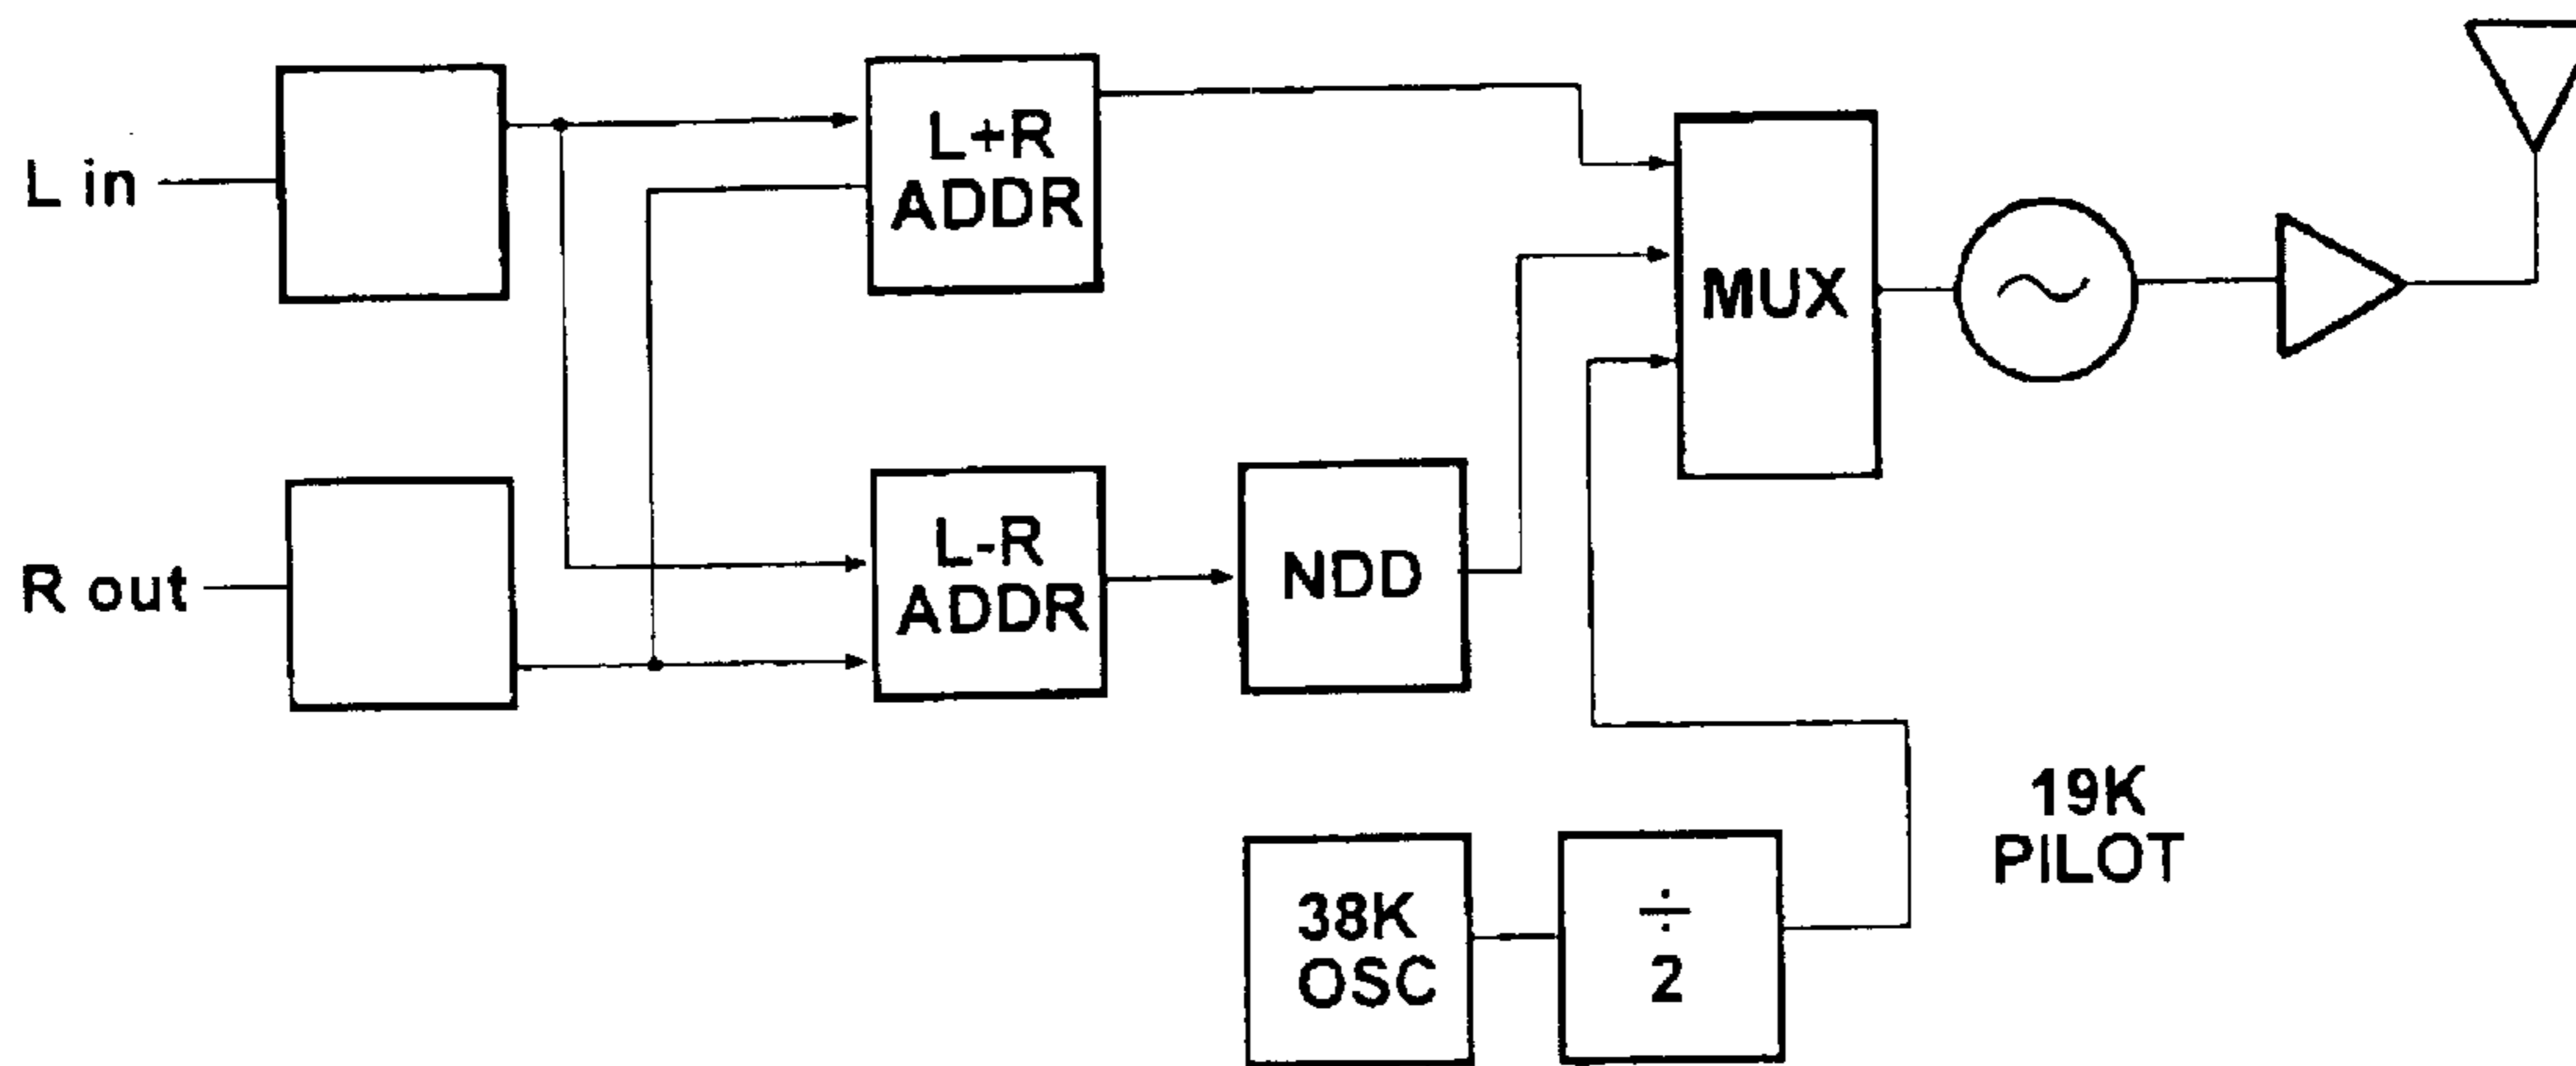 L in
L+R
ADDR
MUX
R out
L-R
ADDR
NDD
19K
PILOT
38K
OSC
÷
2